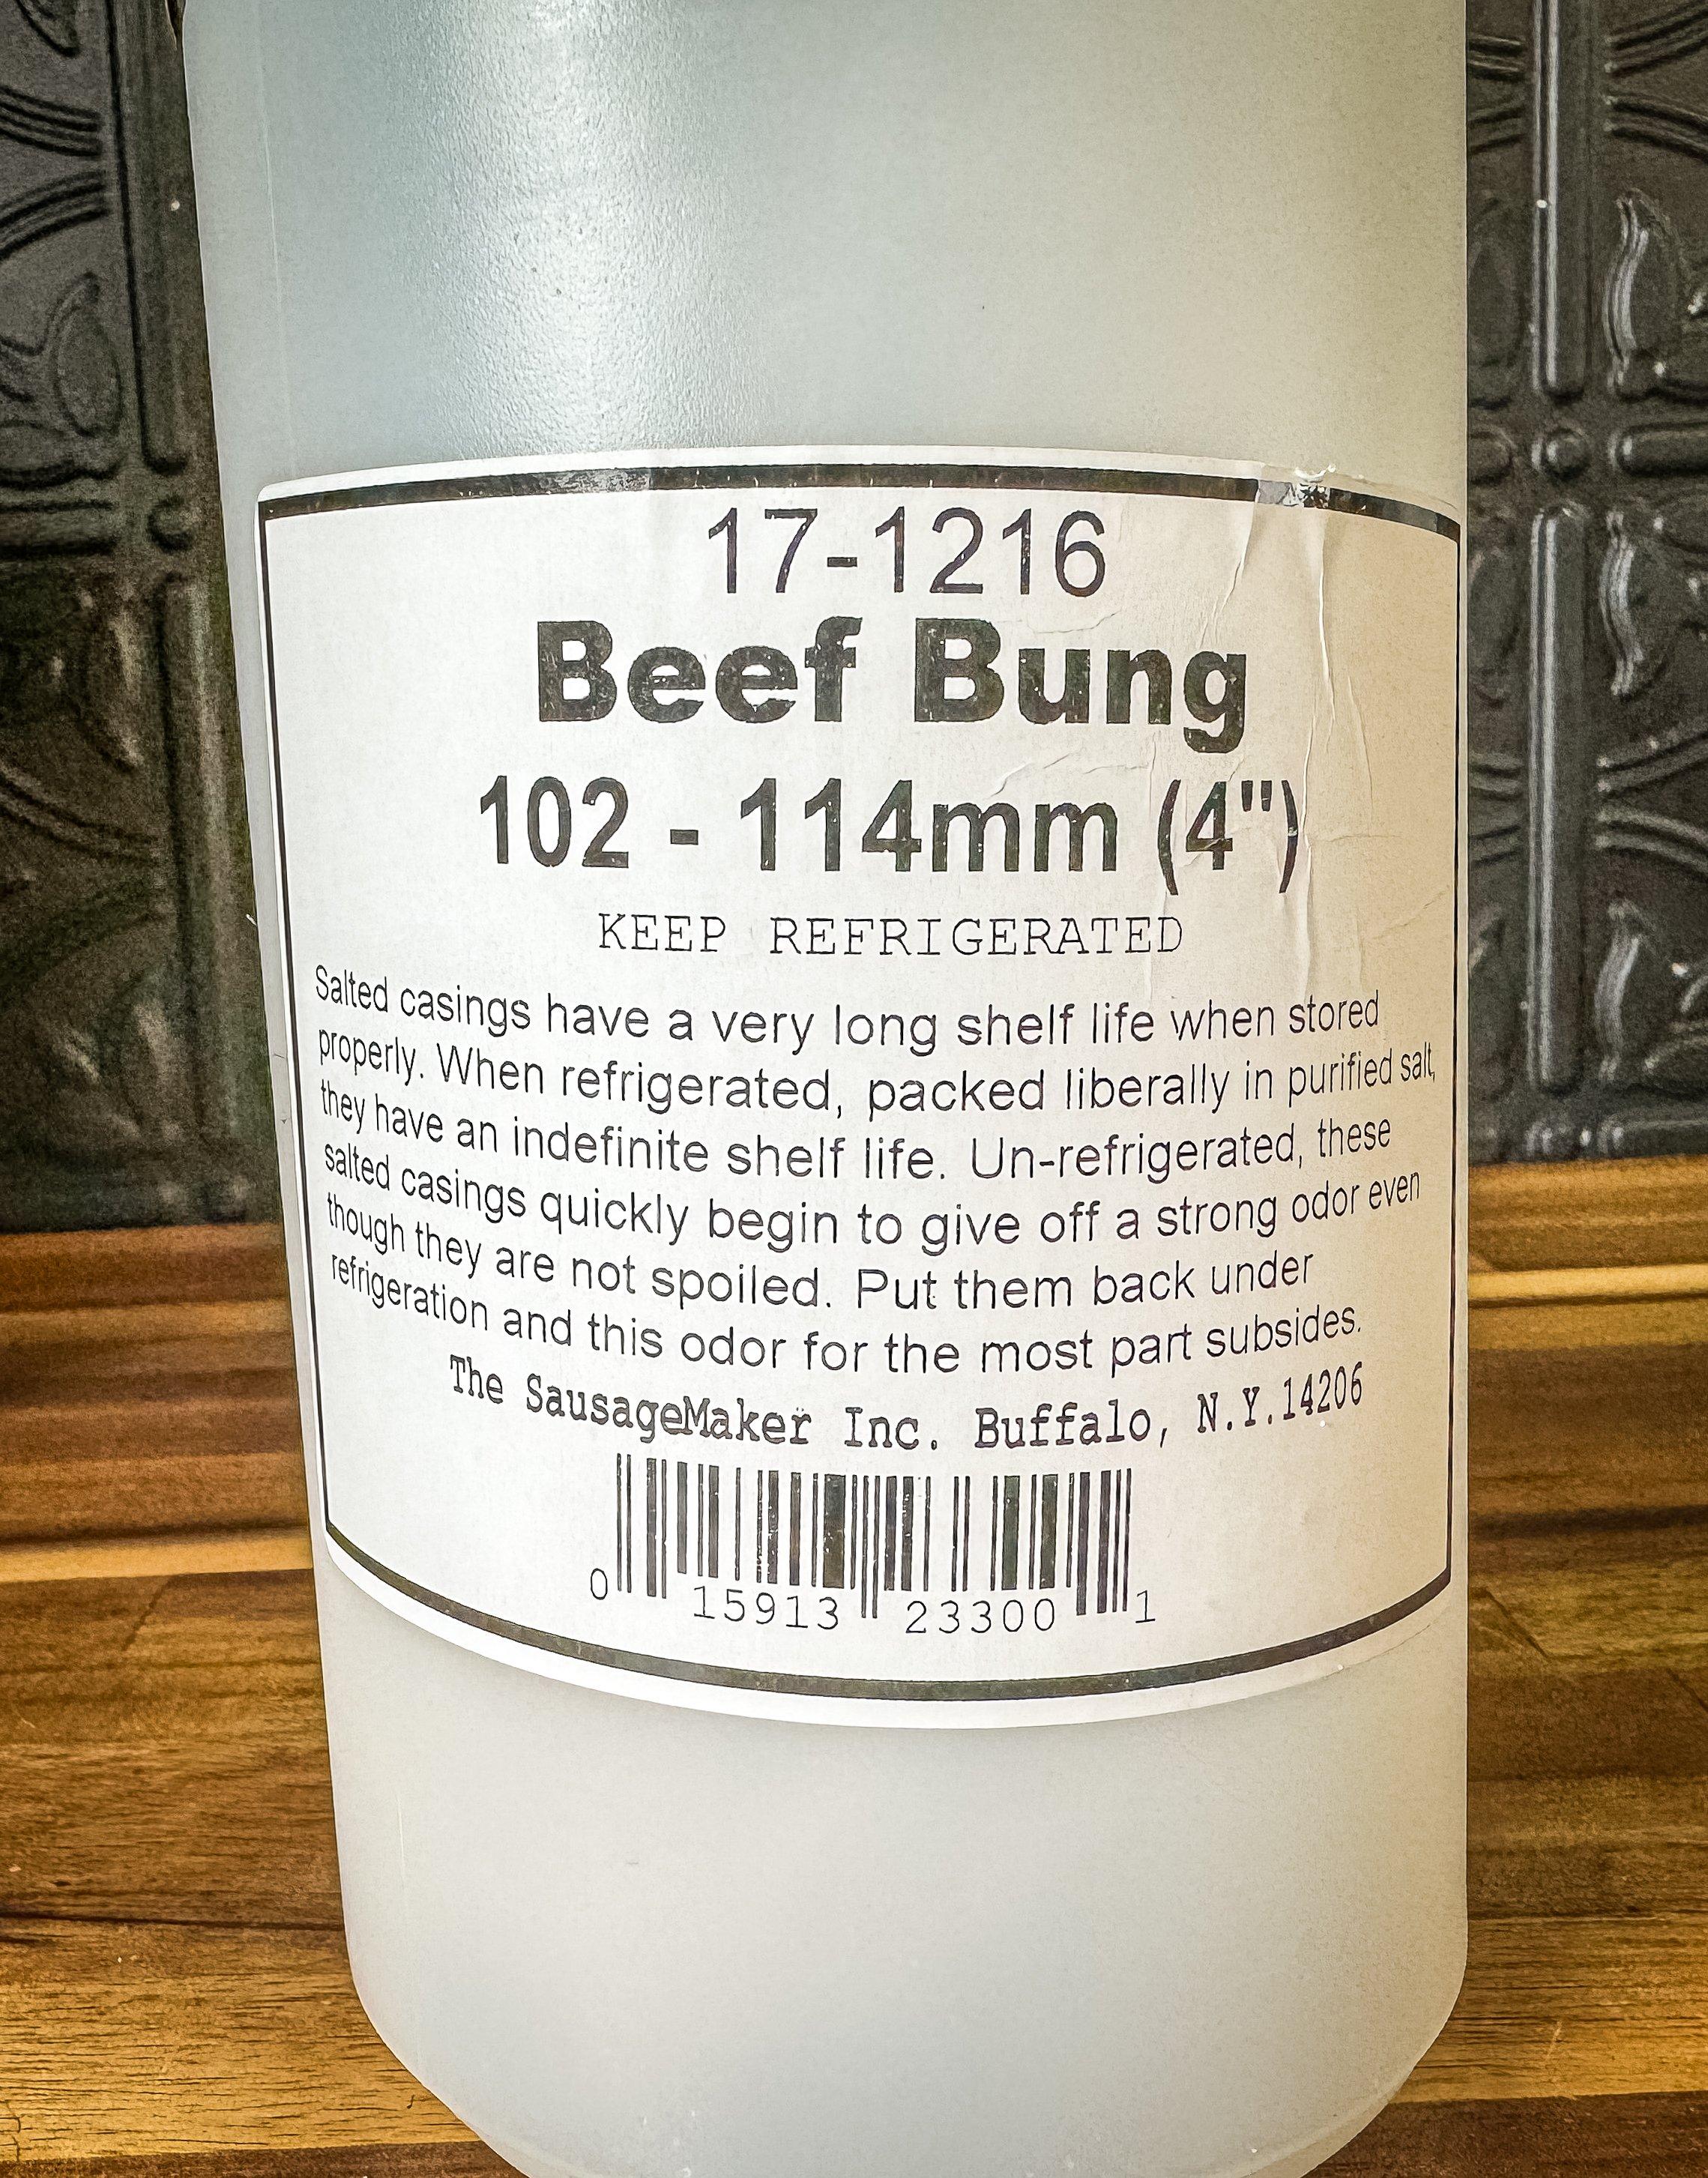 17-1216
Beef Bung
102 - 114mm (4")
KEEP REFRIGERATED
Salted casings have a very long shelf life when stored
properly. When refrigerated, packed liberally in purified salt,
they have an indefinite shelf life. Un-refrigerated, these
salted casings quickly begin to give off a strong odor even
though they are not spoiled. Put them back under
refrigeration and this odor for the most part subsides.
The SausageMaker Inc. Buffalo, N.Y.14206
0 15913 23300 1